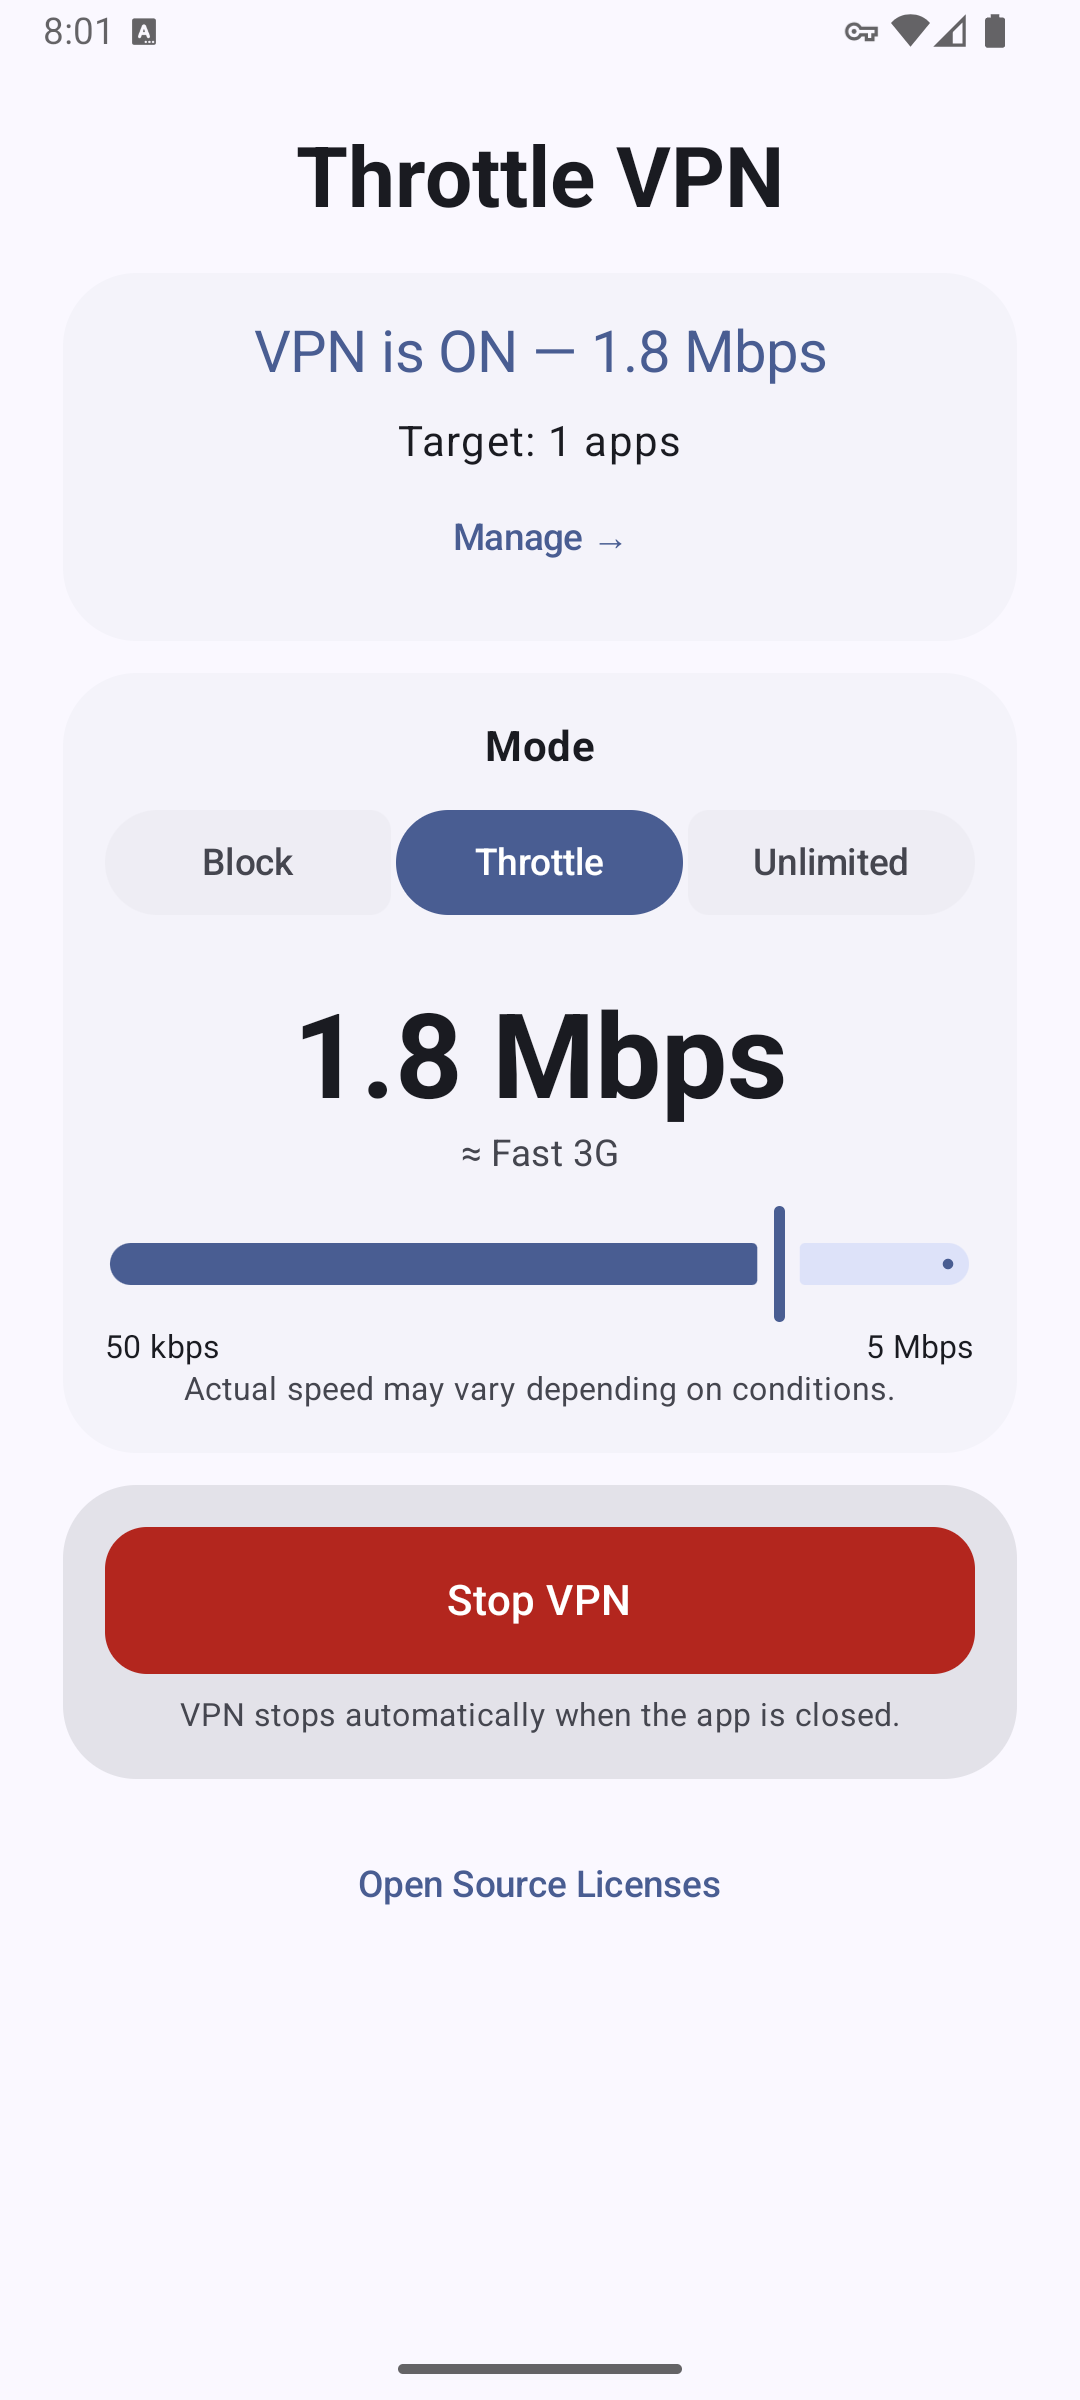 8:01
Throttle VPN
VPN is ON — 1.8 Mbps
Target: 1 apps
Manage →
Mode
Block Throttle Unlimited
1.8 Mbps
≈ Fast 3G
50 kbps 5 Mbps
Actual speed may vary depending on conditions.
Stop VPN
VPN stops automatically when the app is closed.
Open Source Licenses